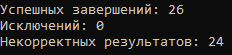 Успешных завершений: 26
Исключений: 0
Некорректных результатов: 24